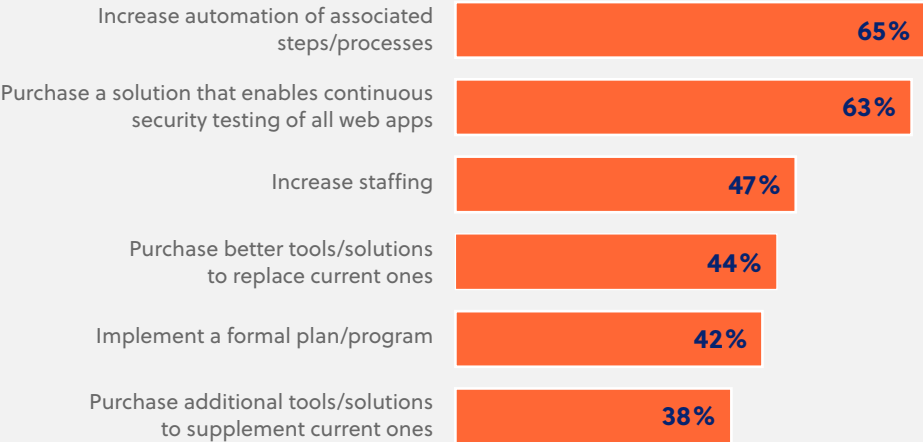 Increase automation of associated
steps/processes
65%
Purchase a solution that enables continuous
security testing of all web apps
63%
Increase staffing
47%
Purchase better tools/solutions
to replace current ones
44%
Implement a formal plan/program
42%
Purchase additional tools/solutions
to supplement current ones
38%